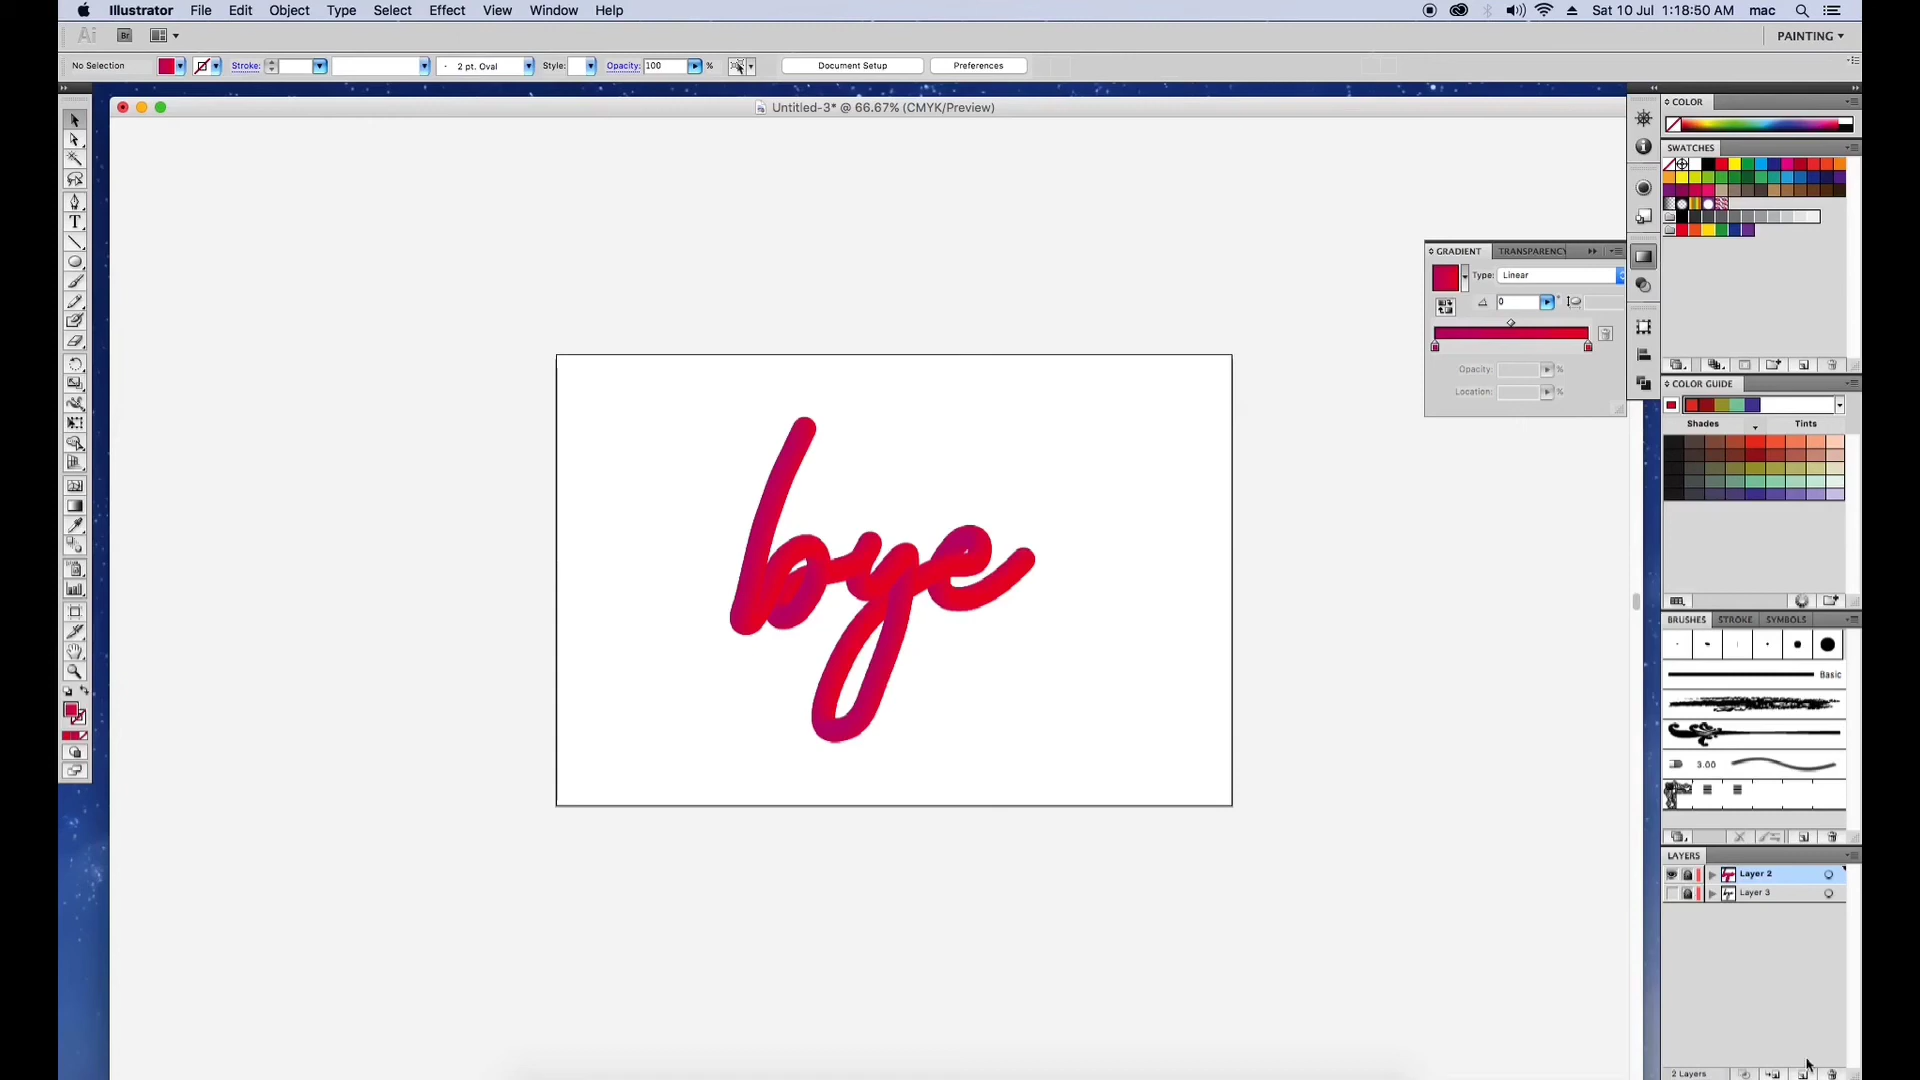 Illustrator File Edit Object Type Select Effect View Window Help Sat 10 Jul 1:18:50 AM mac
Ai Br PAINTING
No Selection Stroke: 2 pt. Oval Style: Opacity: 100 % Document Setup Preferences
Untitled-3* @ 66.67% (CMYK/Preview)
COLOR
SWATCHES
GRADIENT TRANSPARENCY
Type: Linear
0 °
Opacity: %
Location: %
bye
COLOR GUIDE
Shades Tints
BRUSHES STROKE SYMBOLS
Basic
3.00
LAYERS
Layer 2
Layer 3
2 Layers